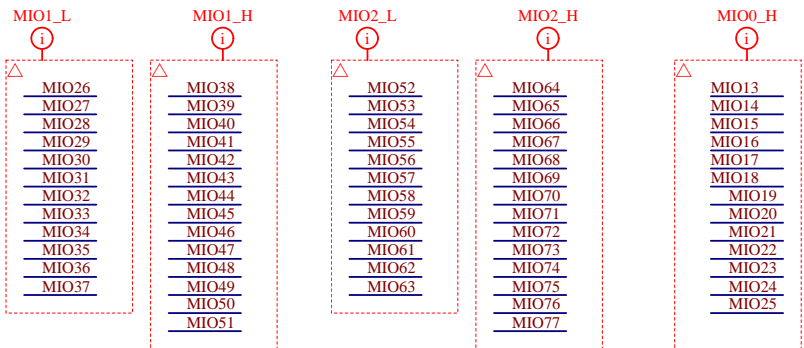 MIO1_L
i
MIO26
MIO27
MIO28
MIO29
MIO30
MIO31
MIO32
MIO33
MIO34
MIO35
MIO36
MIO37
MIO1_H
i
MIO38
MIO39
MIO40
MIO41
MIO42
MIO43
MIO44
MIO45
MIO46
MIO47
MIO48
MIO49
MIO50
MIO51
MIO2_L
i
MIO52
MIO53
MIO54
MIO55
MIO56
MIO57
MIO58
MIO59
MIO60
MIO61
MIO62
MIO63
MIO2_H
i
MIO64
MIO65
MIO66
MIO67
MIO68
MIO69
MIO70
MIO71
MIO72
MIO73
MIO74
MIO75
MIO76
MIO77
MIO0_H
i
MIO13
MIO14
MIO15
MIO16
MIO17
MIO18
MIO19
MIO20
MIO21
MIO22
MIO23
MIO24
MIO25